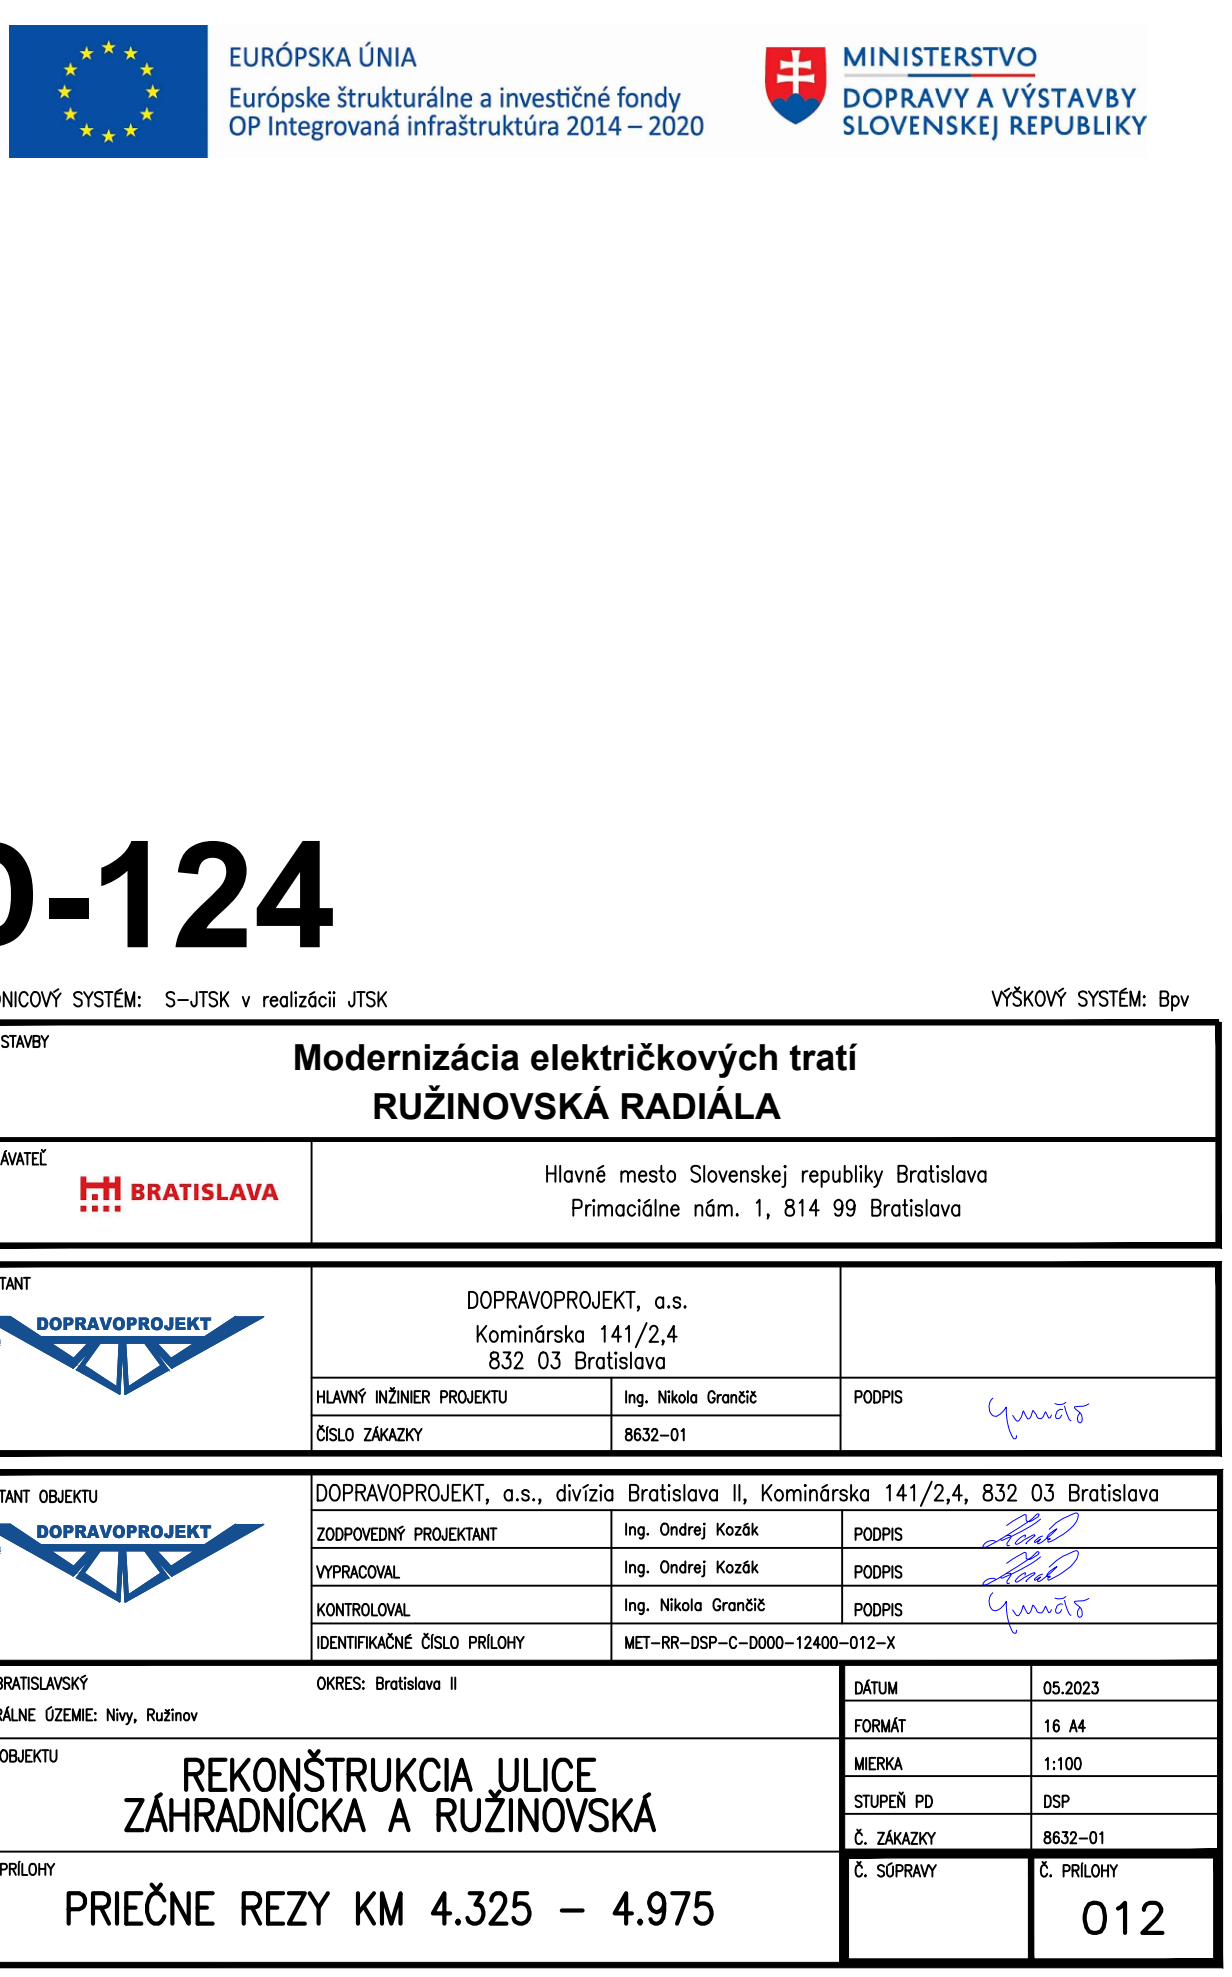 EURÓPSKA ÚNIA
Európske štrukturálne a investičné fondy
OP Integrovaná infraštruktúra 2014 – 2020
MINISTERSTVO
DOPRAVY A VÝSTAVBY
SLOVENSKEJ REPUBLIKY
-124
SYSTÉM: S-JTSK v realizácii JTSK
VÝŠKOVÝ SYSTÉM: Bpv
STAVBY
Modernizácia električkových tratí
RUŽINOVSKÁ RADIÁLA
BRATISLAVA
Hlavné mesto Slovenskej republiky Bratislava
Primaciálne nám. 1, 814 99 Bratislava
DOPRAVOPROJEKT
DOPRAVOPROJEKT, a.s.
Kominárska 141/2,4
832 03 Bratislava
HLAVNÝ INŽINIER PROJEKTU Ing. Nikola Grančič PODPIS
ČÍSLO ZÁKAZKY 8632-01
OBJEKTU
DOPRAVOPROJEKT
DOPRAVOPROJEKT, a.s., divízia Bratislava II, Kominárska 141/2,4, 832 03 Bratislava
ZODPOVEDNÝ PROJEKTANT Ing. Ondrej Kozák PODPIS
VYPRACOVAL Ing. Ondrej Kozák PODPIS
KONTROLOVAL Ing. Nikola Grančič PODPIS
IDENTIFIKAČNÉ ČÍSLO PRÍLOHY MET-RR-DSP-C-D000-12400-012-X
BRATISLAVSKÝ OKRES: Bratislava II
ÚZEMIE: Nivy, Ružinov
OBJEKTU
REKONŠTRUKCIA ULICE
ZÁHRADNÍCKA A RUŽINOVSKÁ
PRÍLOHY
PRIEČNE REZY KM 4.325 – 4.975
DÁTUM 05.2023
FORMÁT 16 A4
MIERKA 1:100
STUPEŇ PD DSP
Č. ZÁKAZKY 8632-01
Č. SÚPRAVY
Č. PRÍLOHY
012